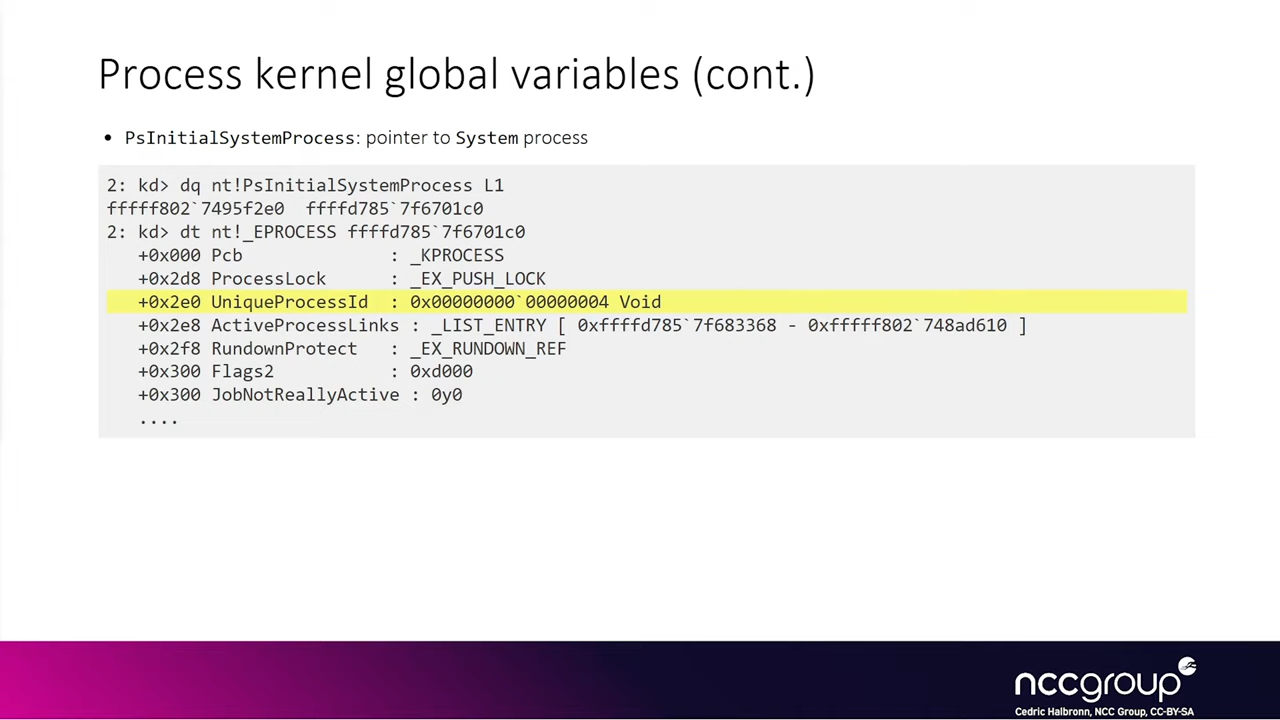 Process kernel global variables (cont.)
• PsInitialSystemProcess: pointer to System process
2: kd> dq nt!PsInitialSystemProcess L1
fffff802`7495f2e0  ffffd785`7f6701c0
2: kd> dt nt!_EPROCESS ffffd785`7f6701c0
   +0x000 Pcb              : _KPROCESS
   +0x2d8 ProcessLock      : _EX_PUSH_LOCK
   +0x2e0 UniqueProcessId  : 0x00000000`00000004 Void
   +0x2e8 ActiveProcessLinks : _LIST_ENTRY [ 0xffffd785`7f683368 - 0xfffff802`748ad610 ]
   +0x2f8 RundownProtect   : _EX_RUNDOWN_REF
   +0x300 Flags2           : 0xd000
   +0x300 JobNotReallyActive : 0y0
   ....
nccgroup
Cedric Halbronn, NCC Group, CC-BY-SA